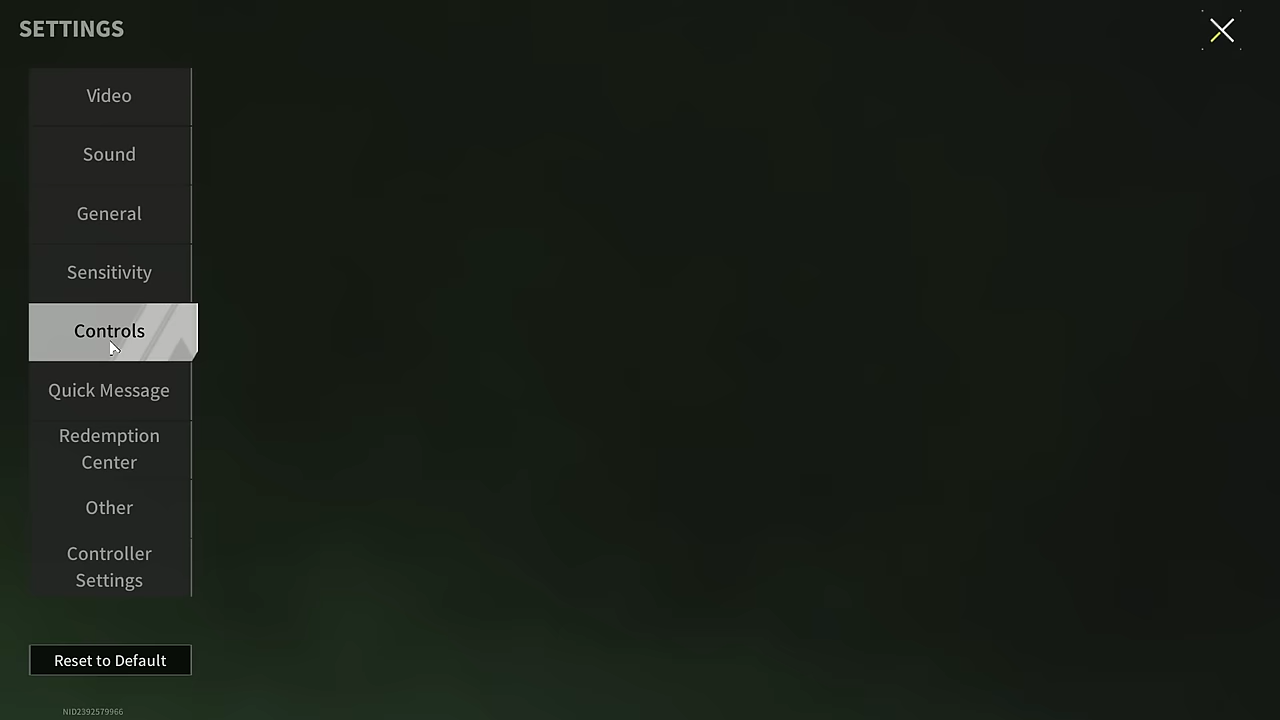 SETTINGS
Video
Sound
General
Sensitivity
Controls
Quick Message
Redemption
Center
Other
Controller
Settings
Reset to Default
NID2392579966